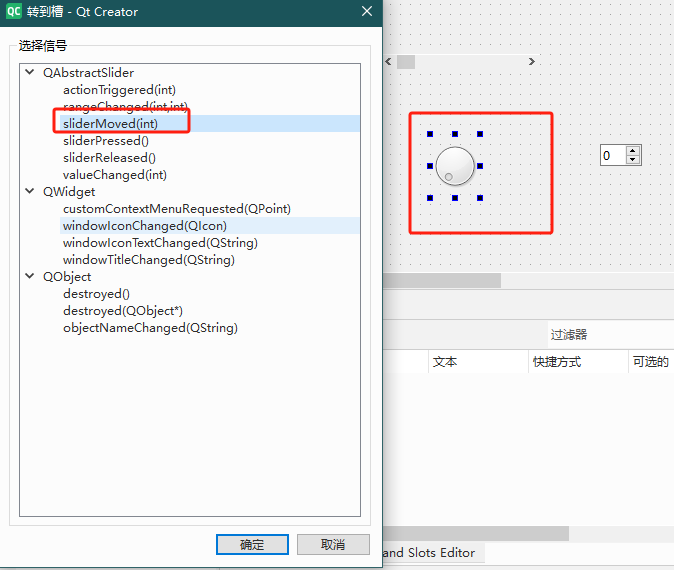 QC 转到槽 - Qt Creator
选择信号
QAbstractSlider
actionTriggered(int)
rangeChanged(int,int)
sliderMoved(int)
sliderPressed()
sliderReleased()
valueChanged(int)
QWidget
customContextMenuRequested(QPoint)
windowIconChanged(QIcon)
windowIconTextChanged(QString)
windowTitleChanged(QString)
QObject
destroyed()
destroyed(QObject*)
objectNameChanged(QString)
确定
取消
0
过滤器
文本
快捷方式
可选的
and Slots Editor